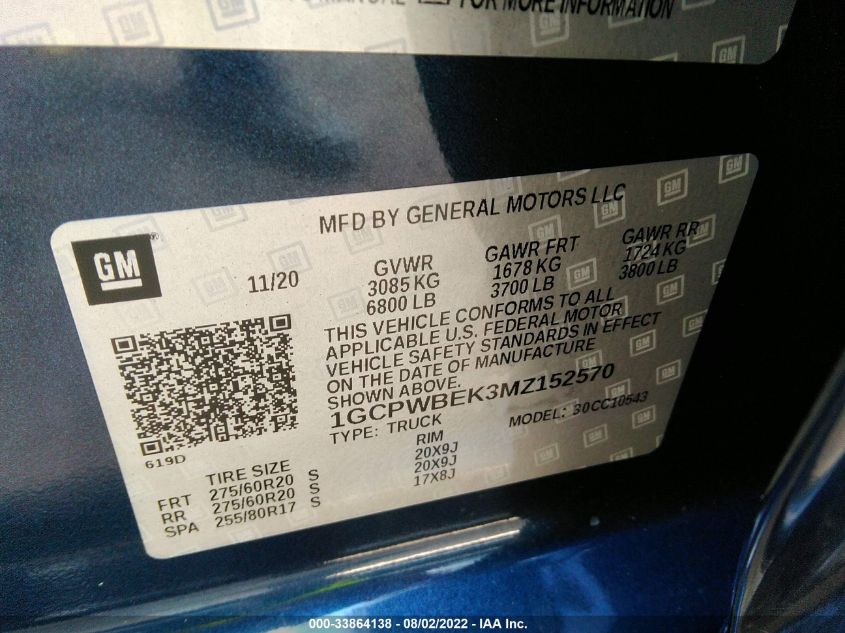 MANUAL FOR MORE INFORMATION
MFD BY GENERAL MOTORS LLC
GM ®
11/20
GVWR GAWR FRT GAWR RR
3085 KG 1678 KG 1724 KG
6800 LB 3700 LB 3800 LB
THIS VEHICLE CONFORMS TO ALL
APPLICABLE U.S. FEDERAL MOTOR
VEHICLE SAFETY STANDARDS IN EFFECT
ON THE DATE OF MANUFACTURE
SHOWN ABOVE.
1GCPWBEK3MZ152570
TYPE: TRUCK MODEL: 30CC10543
619D
TIRE SIZE RIM
FRT 275/60R20 S 20X9J
RR 275/60R20 S 20X9J
SPA 255/80R17 S 17X8J
000-33864138 - 08/02/2022 - IAA Inc.